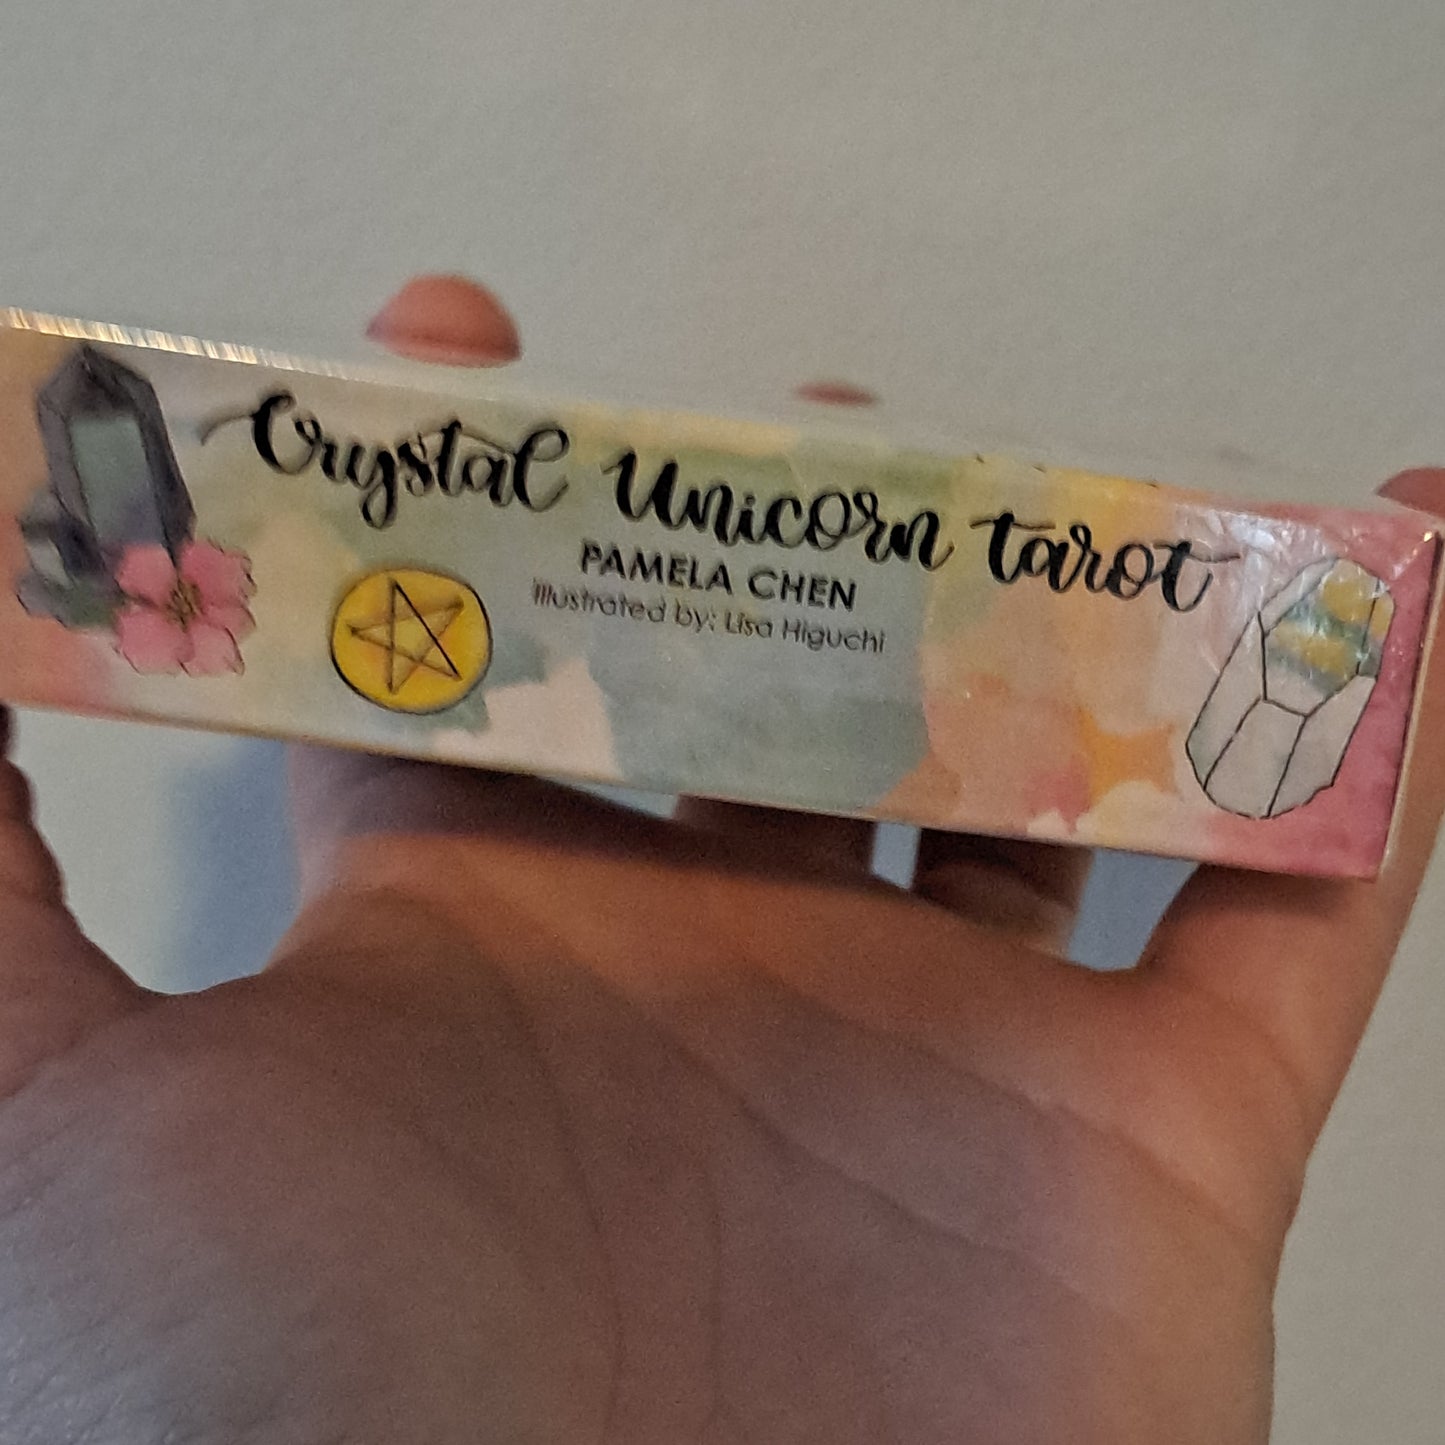 Crystal Unicorn tarot
PAMELA CHEN
Illustrated by: Lisa Higuchi